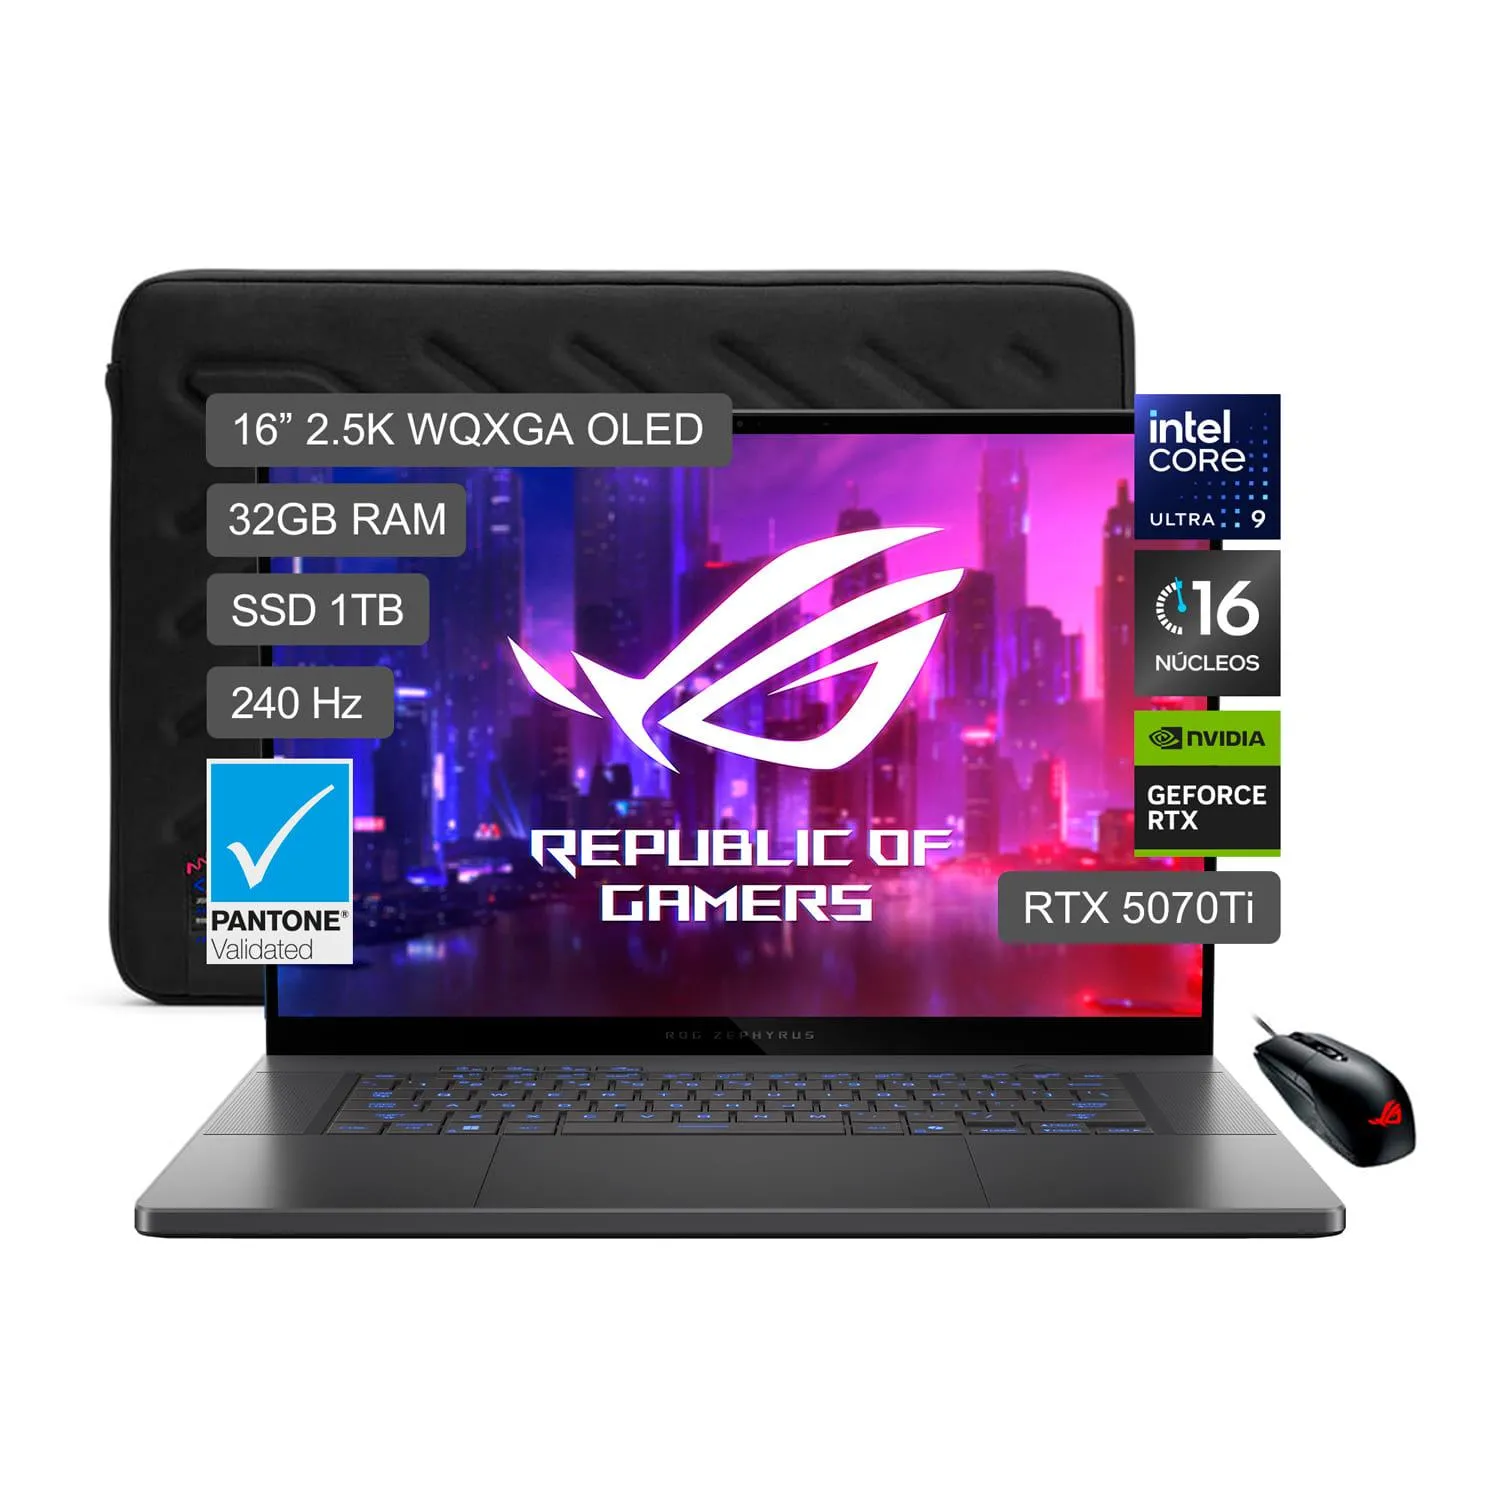 16” 2.5K WQXGA OLED
32GB RAM
SSD 1TB
240 Hz
PANTONE®
Validated
REPUBLIC OF
GAMERS
intel
CORE
ULTRA 9
16
NÚCLEOS
NVIDIA
GEFORCE
RTX
RTX 5070Ti
ROG ZEPHYRUS